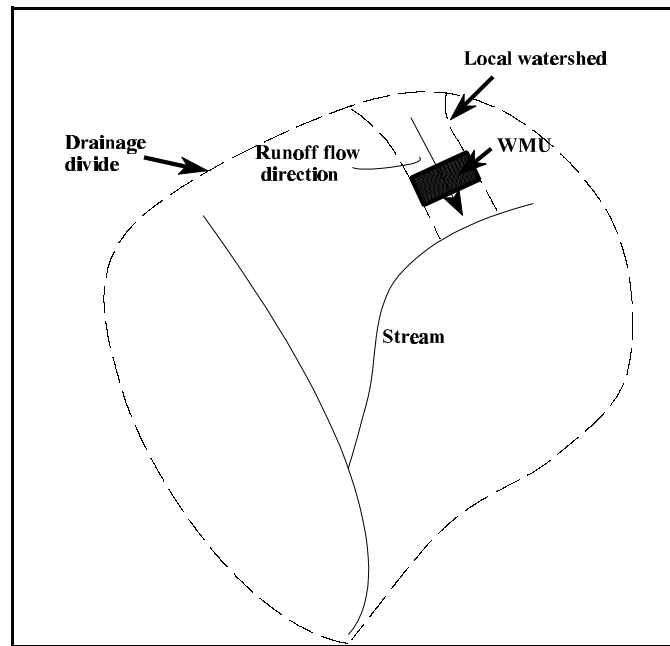 Local watershed
Drainage
divide
Runoff flow
direction
WMU
Stream